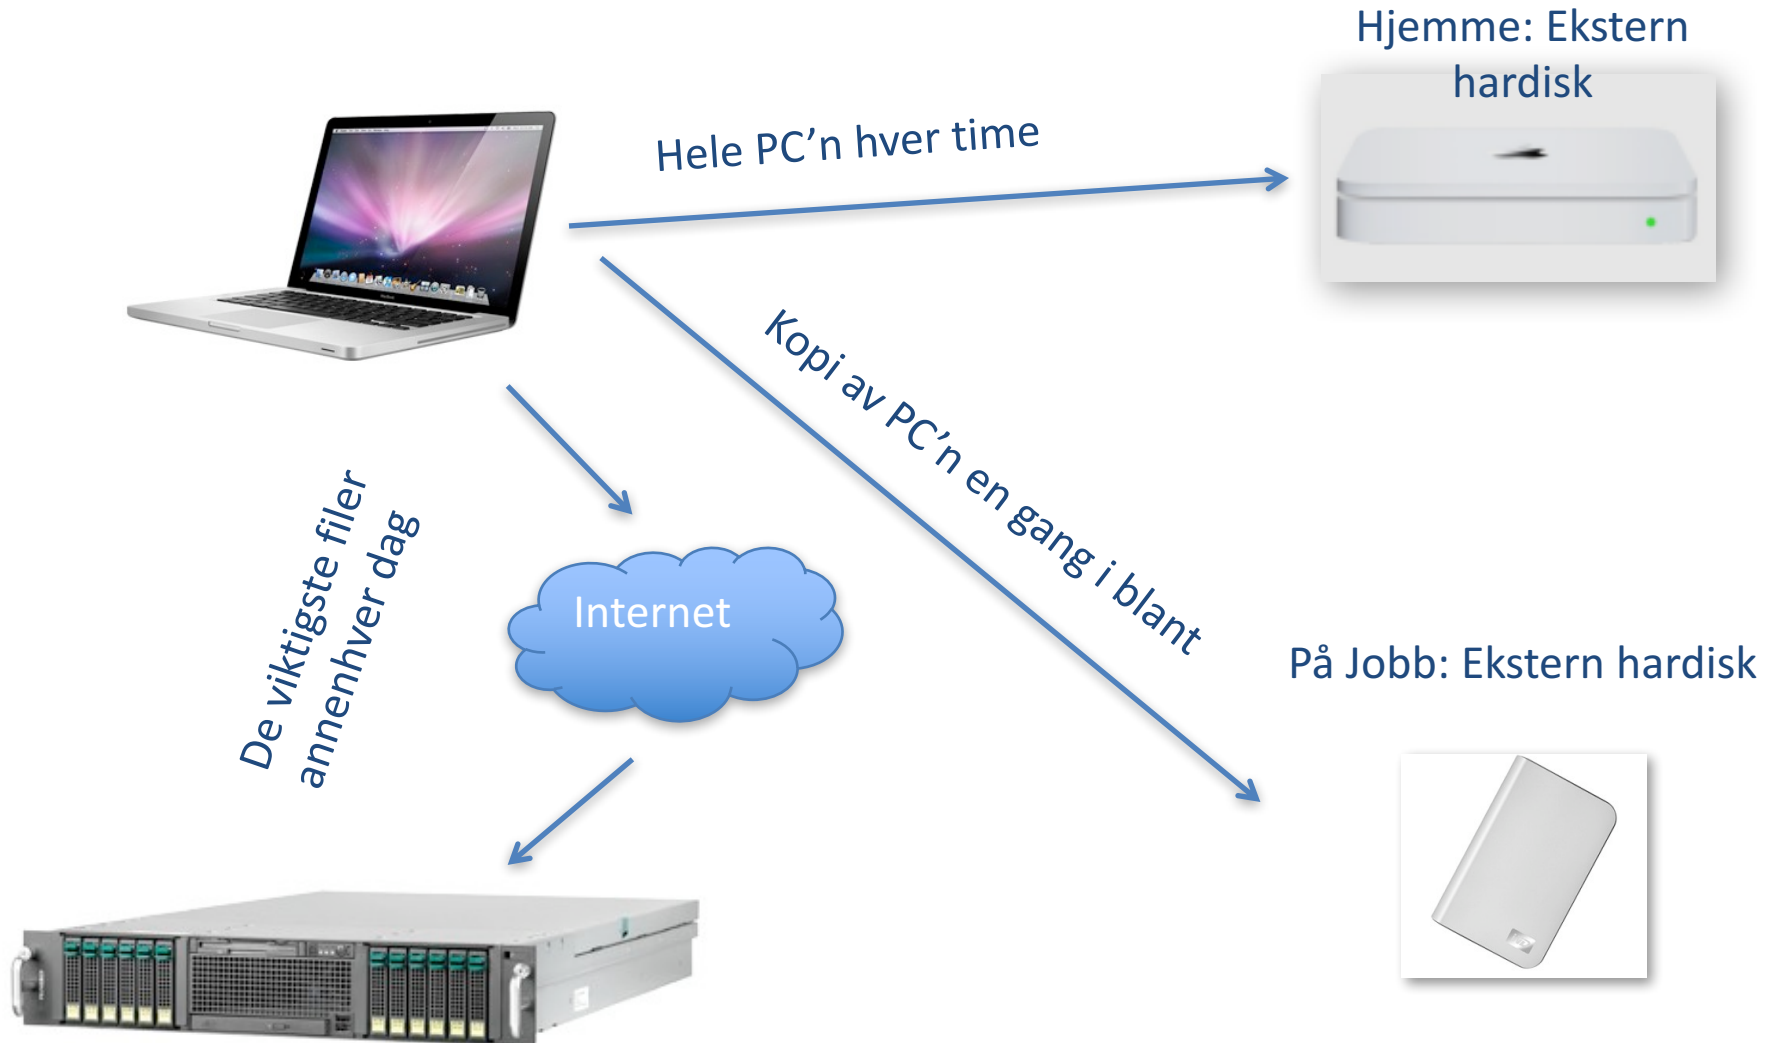 Hjemme: Ekstern
hardisk
Hele PC’n hver time
Kopi av PC’n en gang i blant
De viktigste filer
annenhver dag
Internet
På Jobb: Ekstern hardisk